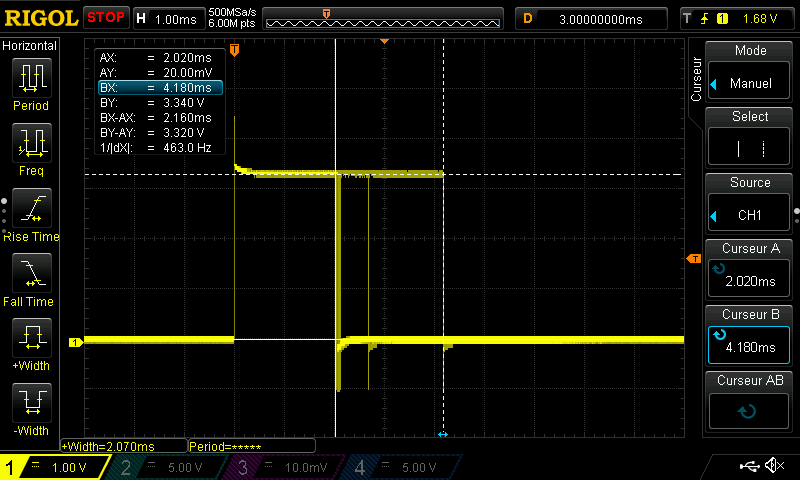 RIGOL STOP H 1.00ms 500MSa/s 6.00M pts D 3.00000000ms T 1 1.68 V
Horizontal
Period
Freq
Rise Time
Fall Time
+Width
-Width
T
AX: = 2.020ms
AY: = 20.00mV
BX: = 4.180ms
BY: = 3.340 V
BX-AX: = 2.160ms
BY-AY: = 3.320 V
1/|dX|: = 463.0 Hz
T
1
T
+Width=2.070ms Period=*****
Curseur
Mode
Manuel
Select
Source
CH1
Curseur A
2.020ms
Curseur B
4.180ms
Curseur AB
1 = 1.00 V 2 = 5.00 V 3 = 10.0mV 4 = 5.00 V